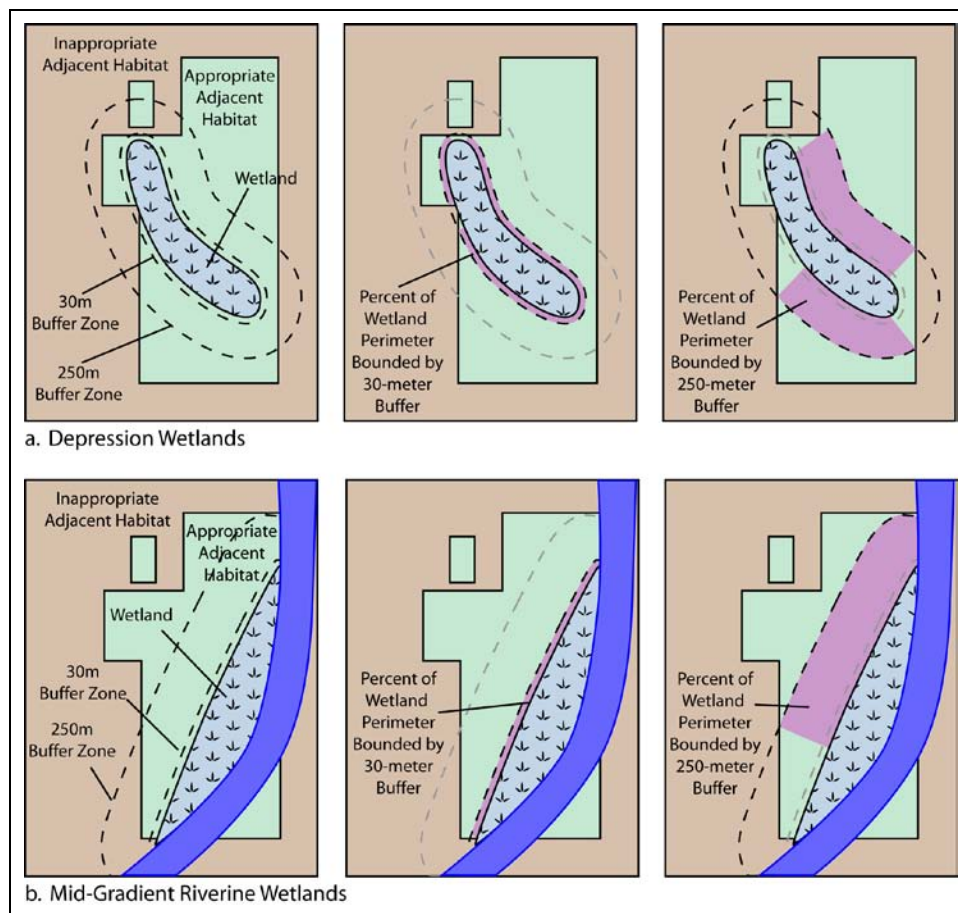 Inappropriate
Adjacent Habitat
Appropriate
Adjacent
Habitat
Wetland
30m
Buffer Zone
250m
Buffer Zone
Percent of
Wetland
Perimeter
Bounded by
30-meter
Buffer
Percent of
Wetland
Perimeter
Bounded by
250-meter
Buffer
a. Depression Wetlands
Inappropriate
Adjacent Habitat
Appropriate
Adjacent
Habitat
Wetland
30m
Buffer Zone
250m
Buffer Zone
Percent of
Wetland
Perimeter
Bounded by
30-meter
Buffer
Percent of
Wetland
Perimeter
Bounded by
250-meter
Buffer
b. Mid-Gradient Riverine Wetlands